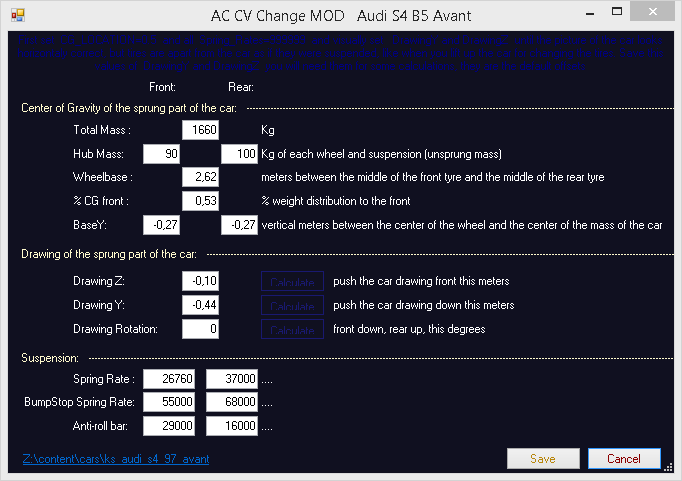 AC CV Change MOD Audi S4 B5 Avant
Front: Rear:
Center of Gravity of the sprung part of the car:
Total Mass : 1660 Kg
Hub Mass: 90 100 Kg of each wheel and suspension (unsprung mass)
Wheelbase : 2,62 meters between the middle of the front tyre and the middle of the rear tyre
% CG front : 0,53 % weight distribution to the front
BaseY: -0,27 -0,27 vertical meters between the center of the wheel and the center of the mass of the car
Drawing of the sprung part of the car:
Drawing Z: -0,10 Calculate push the car drawing front this meters
Drawing Y: -0,44 Calculate push the car drawing down this meters
Drawing Rotation: 0 Calculate front down, rear up, this degrees
Suspension:
Spring Rate : 26760 37000 ....
BumpStop Spring Rate: 55000 68000 ....
Anti-roll bar: 29000 16000 ....
Z:\content\cars\ks_audi_s4_97_avant Save Cancel